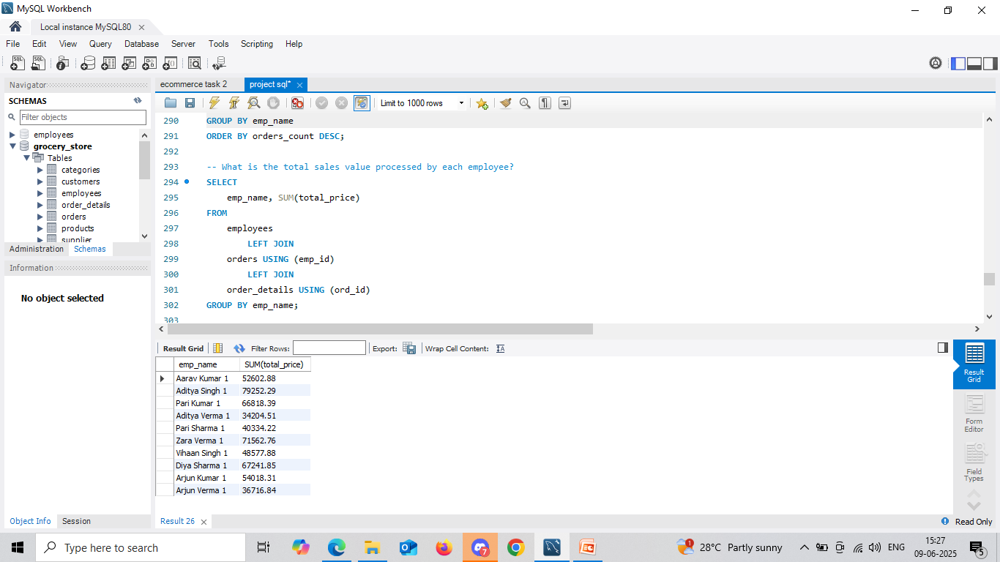 MySQL Workbench
Local instance MySQL80
File Edit View Query Database Server Tools Scripting Help
Navigator
SCHEMAS
Filter objects
employees
grocery_store
Tables
categories
customers
employees
order_details
orders
products
supplier
Administration Schemas
Information
No object selected
Object Info Session
ecommerce task 2 project sql*
Limit to 1000 rows
290 GROUP BY emp_name
291 ORDER BY orders_count DESC;
292
293 -- What is the total sales value processed by each employee?
294 SELECT
295 emp_name, SUM(total_price)
296 FROM
297 employees
298 LEFT JOIN
299 orders USING (emp_id)
300 LEFT JOIN
301 order_details USING (ord_id)
302 GROUP BY emp_name;
303
Result Grid Filter Rows: Export: Wrap Cell Content:
emp_name SUM(total_price)
Aarav Kumar 1 52602.88
Aditya Singh 1 79252.29
Pari Kumar 1 66818.39
Aditya Verma 1 34204.51
Pari Sharma 1 40334.22
Zara Verma 1 71562.76
Vihaan Singh 1 48577.88
Diya Sharma 1 67241.85
Arjun Kumar 1 54018.31
Arjun Verma 1 36716.84
Result
Grid
Form
Editor
Field
Types
Result 26
Read Only
Type here to search
7
1
28°C Partly sunny
ENG
15:27
09-06-2025
5